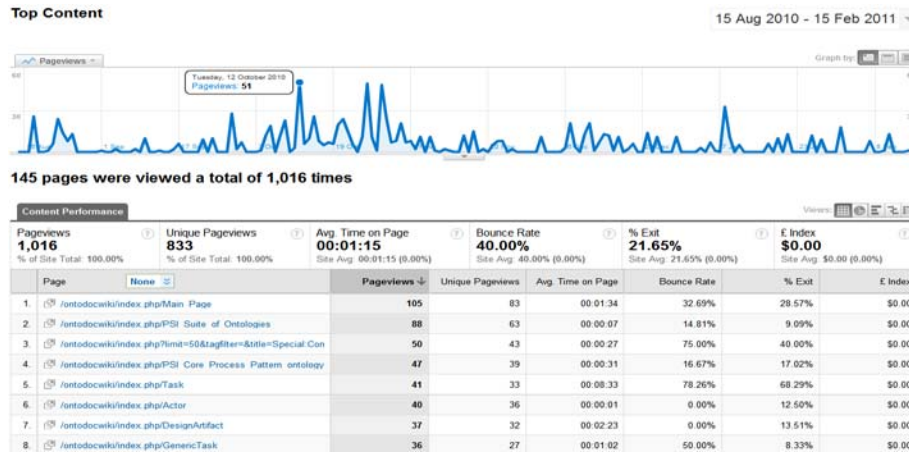 Top Content
15 Aug 2010 - 15 Feb 2011
Pageviews
Graph by:
Tuesday, 12 October 2010
Pageviews: 51
145 pages were viewed a total of 1,016 times
Content Performance
Views:
Pageviews Unique Pageviews Avg. Time on Page Bounce Rate % Exit £ Index
1,016 833 00:01:15 40.00% 21.65% $0.00
% of Site Total: 100.00% % of Site Total: 100.00% Site Avg: 00:01:15 (0.00%) Site Avg: 40.00% (0.00%) Site Avg: 21.65% (0.00%) Site Avg: $0.00 (0.00%)
Page None Pageviews Unique Pageviews Avg. Time on Page Bounce Rate % Exit £ Index
1. /ontodocwiki/index.php/Main_Page 105 83 00:01:34 32.69% 28.57% $0.00
2. /ontodocwiki/index.php/PSI_Suite_of_Ontologies 88 63 00:00:07 14.81% 9.09% $0.00
3. /ontodocwiki/index.php?limit=50&tagfilter=&title=Special:Con 50 43 00:00:27 75.00% 40.00% $0.00
4. /ontodocwiki/index.php/PSI_Core_Process_Pattern_ontology 47 39 00:00:31 16.67% 17.02% $0.00
5. /ontodocwiki/index.php/Task 41 33 00:08:33 78.26% 68.29% $0.00
6. /ontodocwiki/index.php/Actor 40 36 00:00:01 0.00% 12.50% $0.00
7. /ontodocwiki/index.php/DesignArtifact 37 32 00:02:23 0.00% 13.51% $0.00
8. /ontodocwiki/index.php/GenericTask 36 27 00:01:02 50.00% 8.33% $0.00